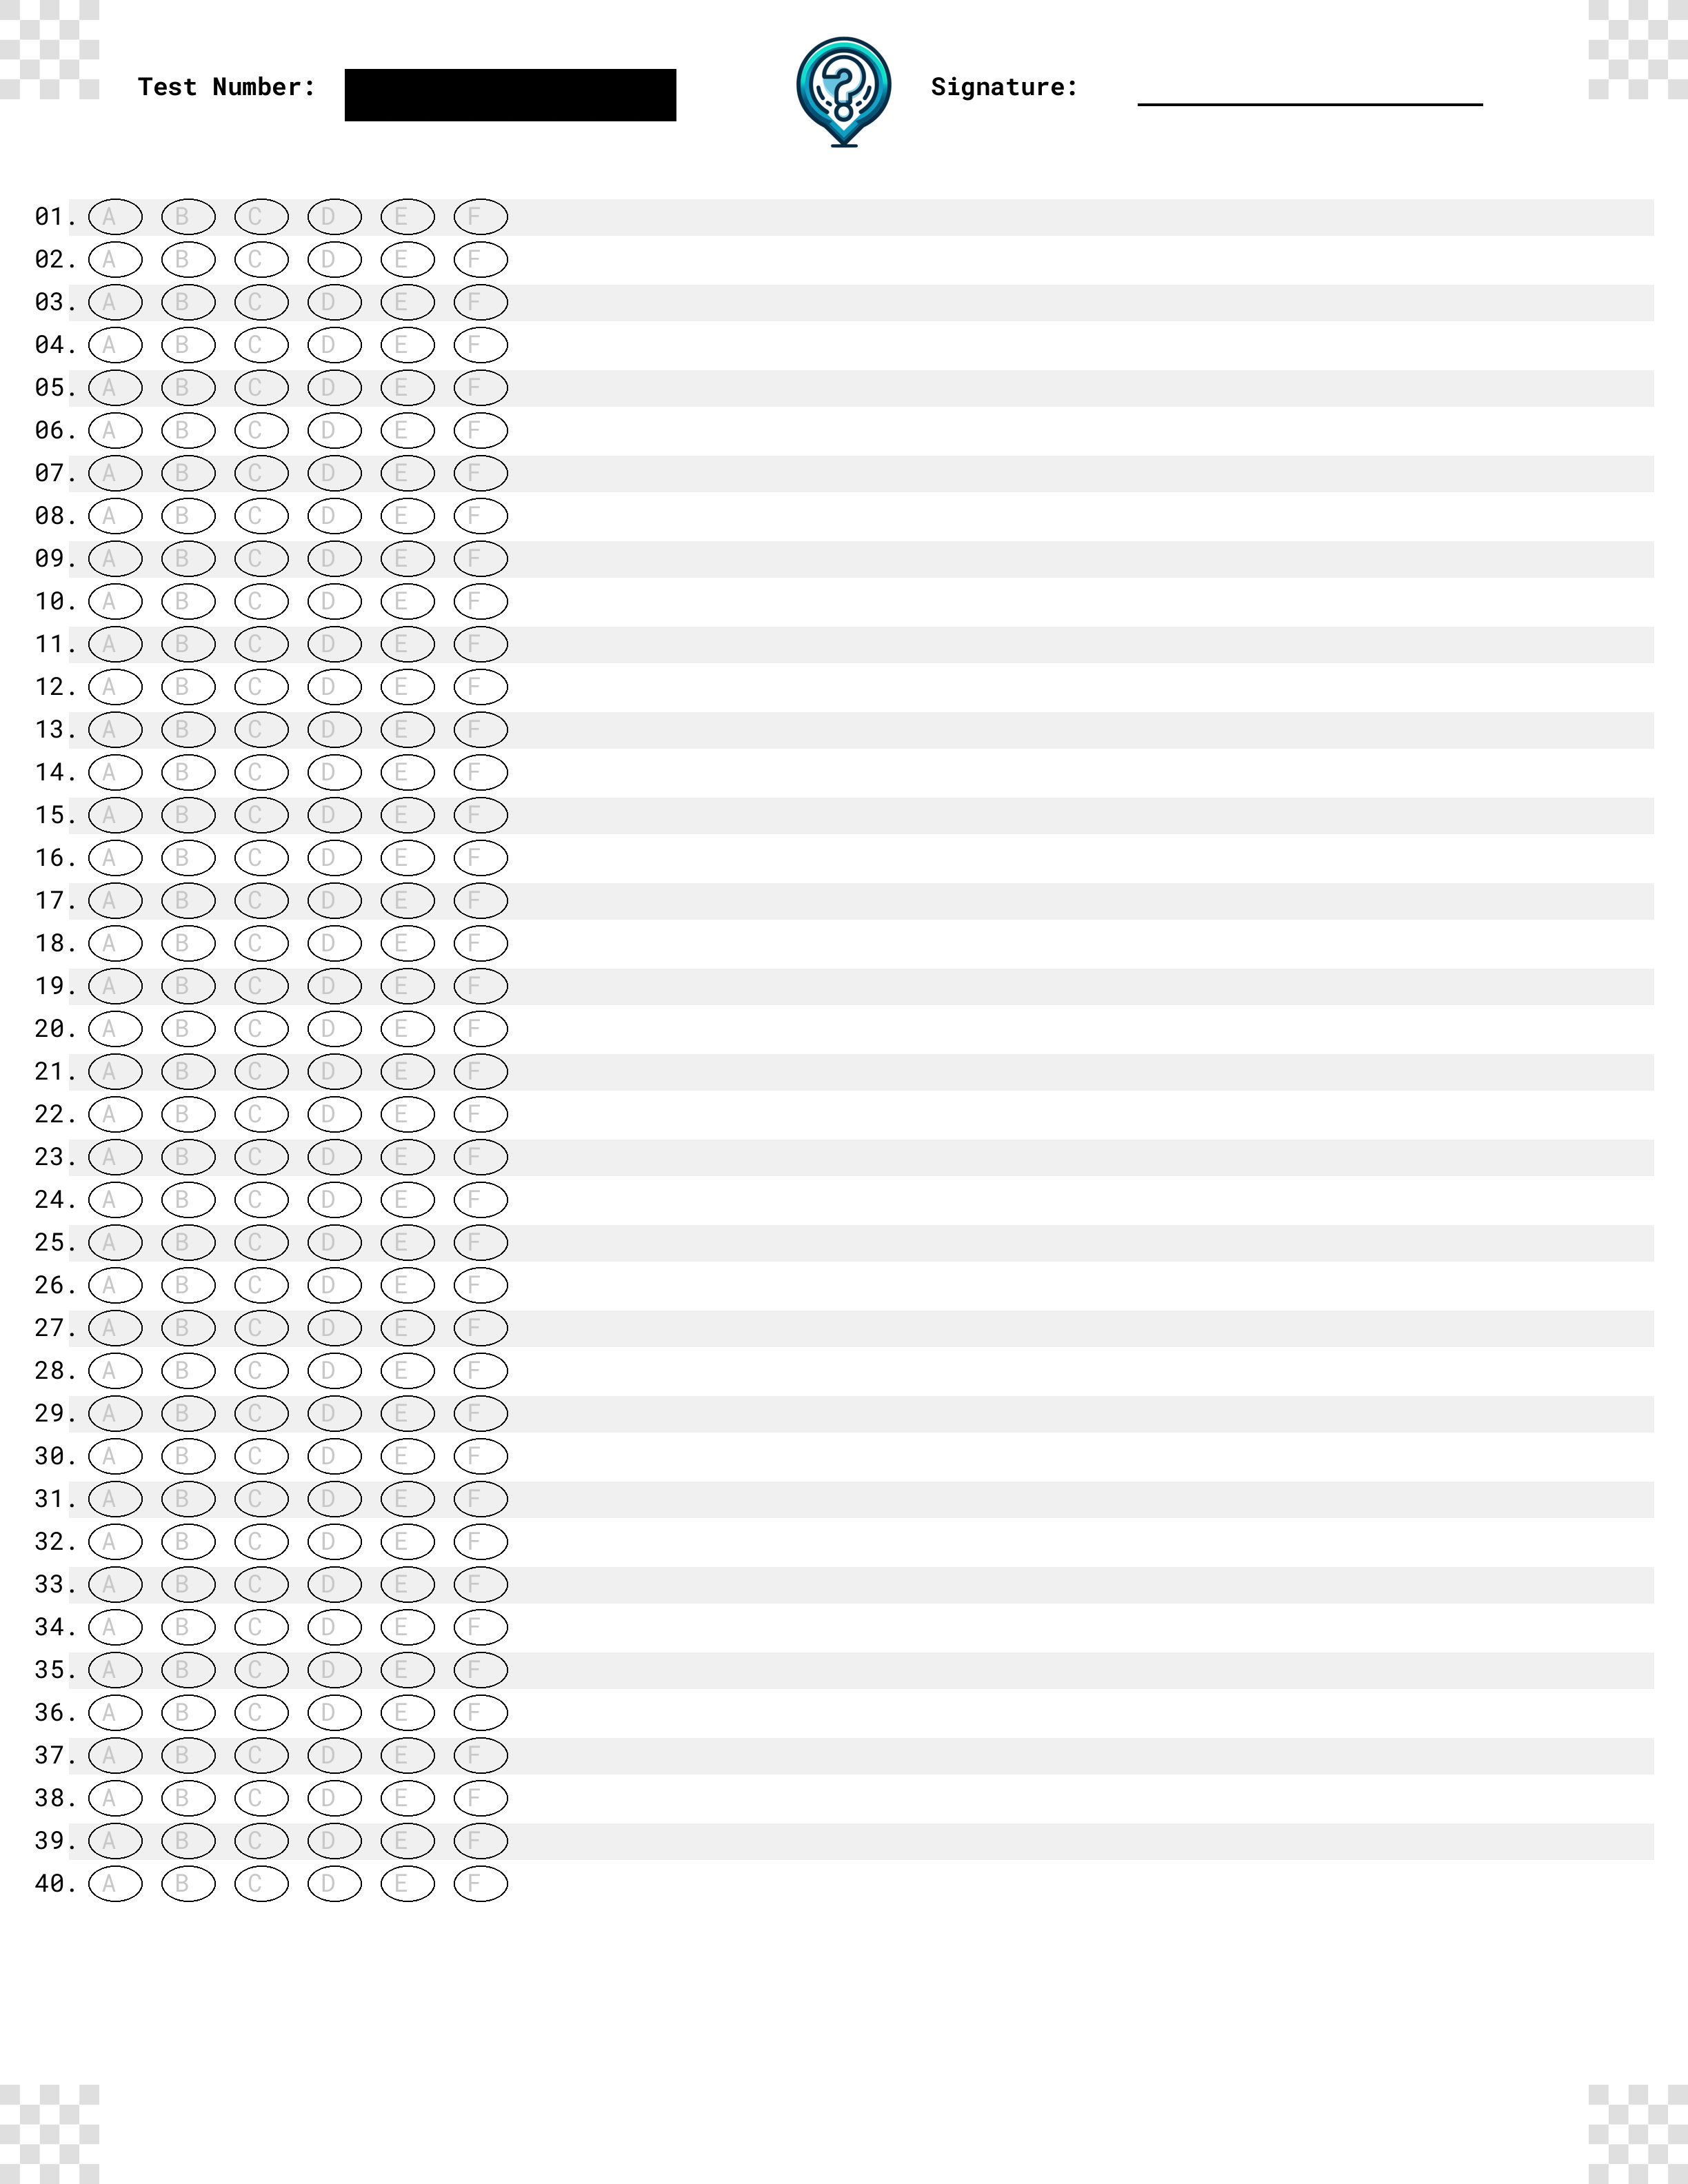 Test Number: ? Signature:
01. A B C D E F
02. A B C D E F
03. A B C D E F
04. A B C D E F
05. A B C D E F
06. A B C D E F
07. A B C D E F
08. A B C D E F
09. A B C D E F
10. A B C D E F
11. A B C D E F
12. A B C D E F
13. A B C D E F
14. A B C D E F
15. A B C D E F
16. A B C D E F
17. A B C D E F
18. A B C D E F
19. A B C D E F
20. A B C D E F
21. A B C D E F
22. A B C D E F
23. A B C D E F
24. A B C D E F
25. A B C D E F
26. A B C D E F
27. A B C D E F
28. A B C D E F
29. A B C D E F
30. A B C D E F
31. A B C D E F
32. A B C D E F
33. A B C D E F
34. A B C D E F
35. A B C D E F
36. A B C D E F
37. A B C D E F
38. A B C D E F
39. A B C D E F
40. A B C D E F